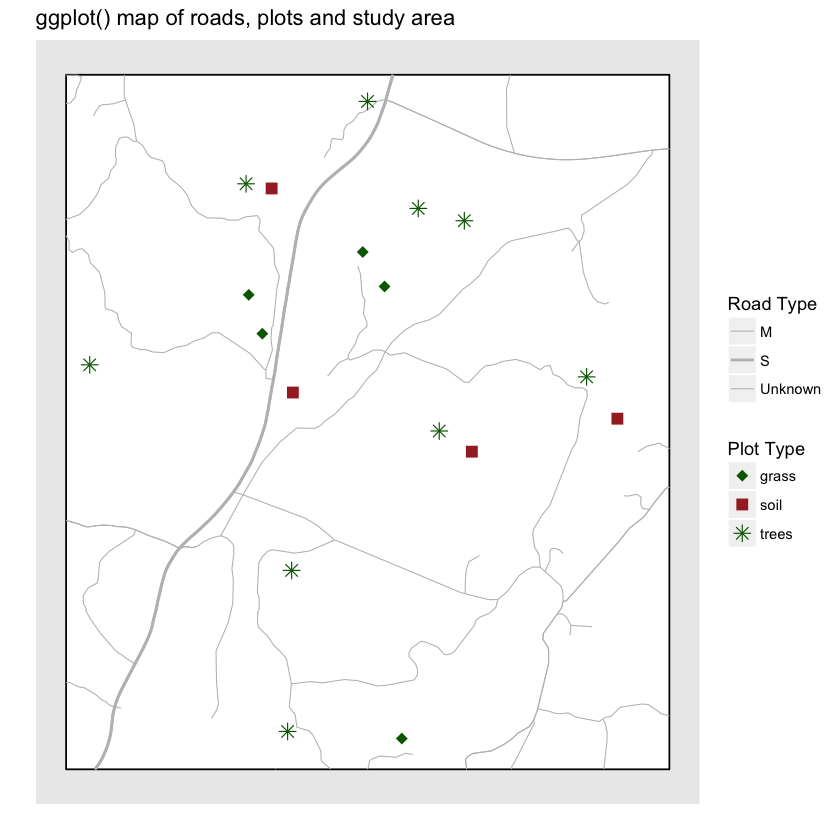 ggplot() map of roads, plots and study area
Road Type
M
S
Unknown
Plot Type
grass
soil
trees